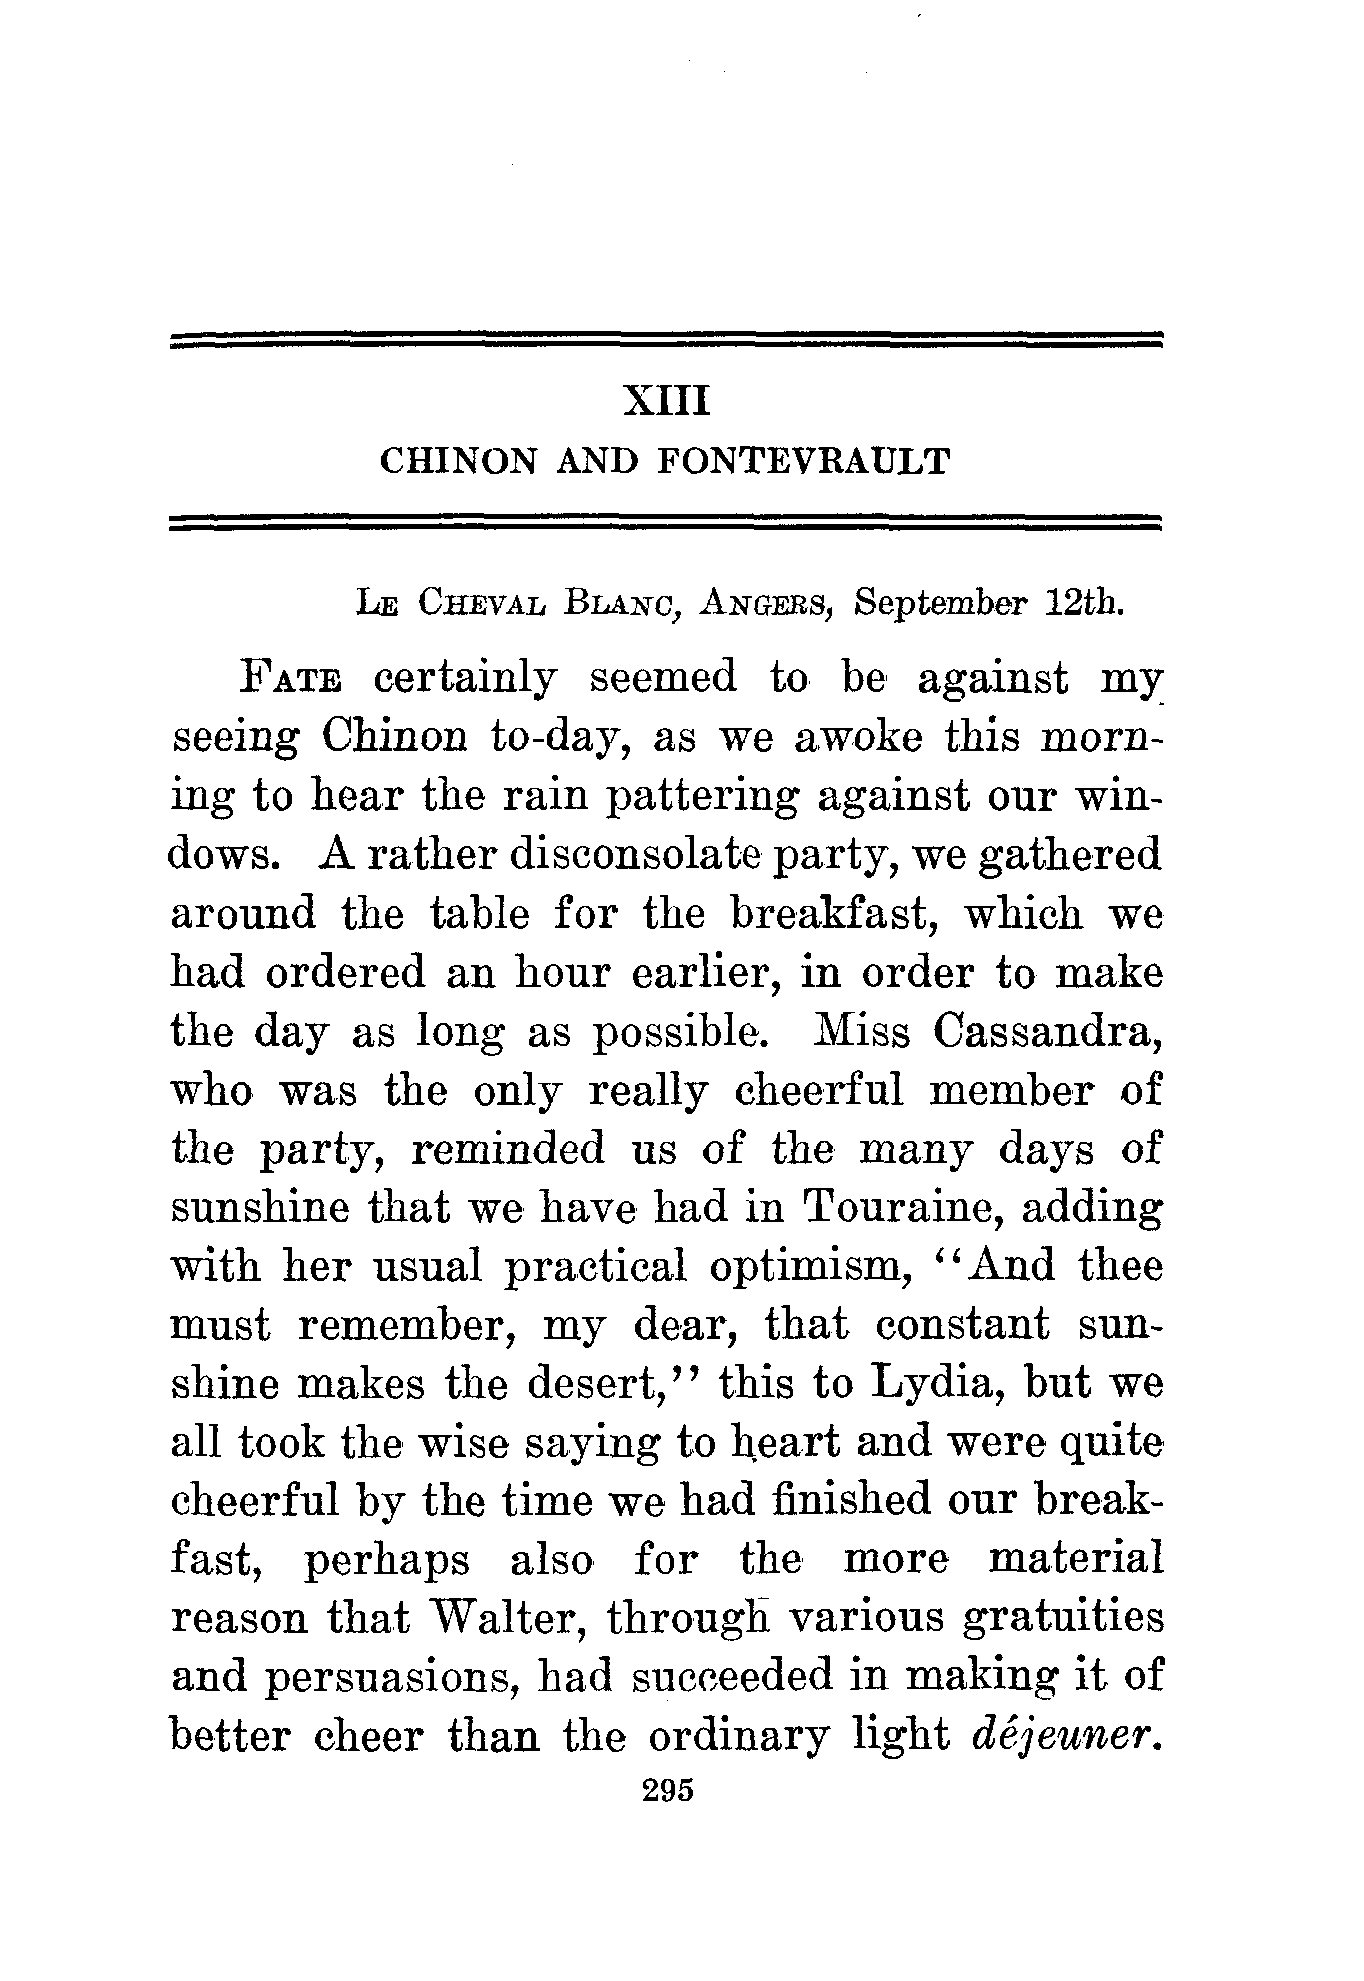 XIII
CHINON AND FONTEVRAULT
LE CHEVAL BLANC, ANGERS, September 12th.
FATE certainly seemed to be against my
seeing Chinon to-day, as we awoke this morn-
ing to hear the rain pattering against our win-
dows. A rather disconsolate party, we gathered
around the table for the breakfast, which we
had ordered an hour earlier, in order to make
the day as long as possible. Miss Cassandra,
who was the only really cheerful member of
the party, reminded us of the many days of
sunshine that we have had in Touraine, adding
with her usual practical optimism, "And thee
must remember, my dear, that constant sun-
shine makes the desert," this to Lydia, but we
all took the wise saying to heart and were quite
cheerful by the time we had finished our break-
fast, perhaps also for the more material
reason that Walter, through various gratuities
and persuasions, had succeeded in making it of
better cheer than the ordinary light déjeuner.
295